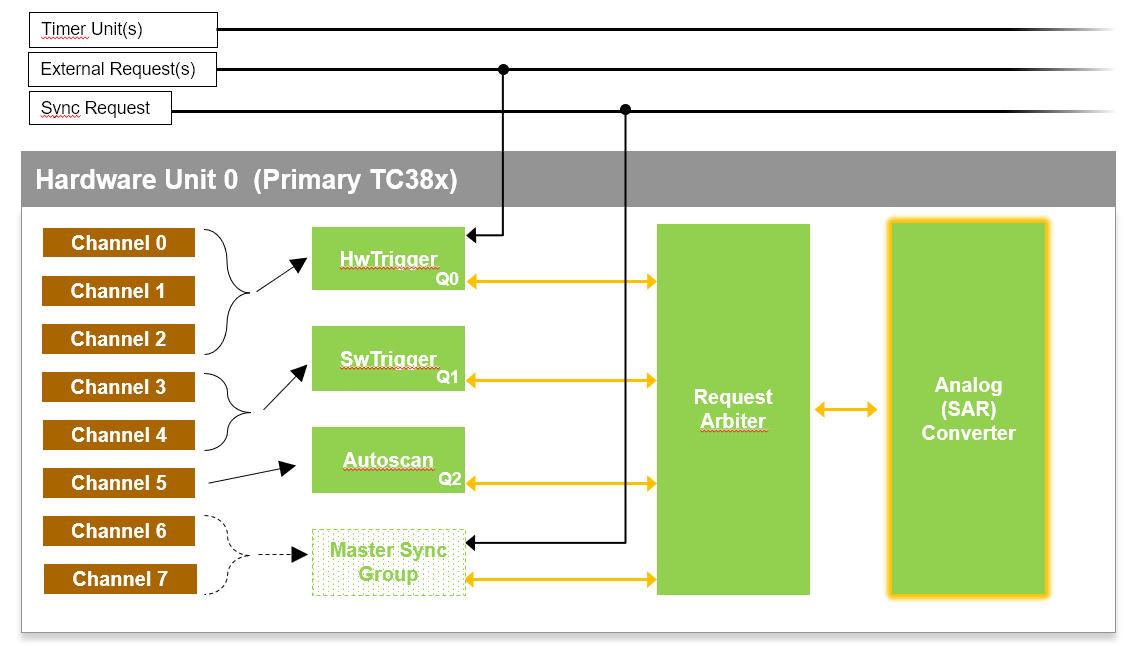 Timer Unit(s)
External Request(s)
Sync Request
Hardware Unit 0 (Primary TC38x)
Channel 0
Channel 1
Channel 2
Channel 3
Channel 4
Channel 5
Channel 6
Channel 7
HwTrigger
Q0
SwTrigger
Q1
Autoscan
Q2
Master Sync
Group
Request
Arbiter
Analog
(SAR)
Converter